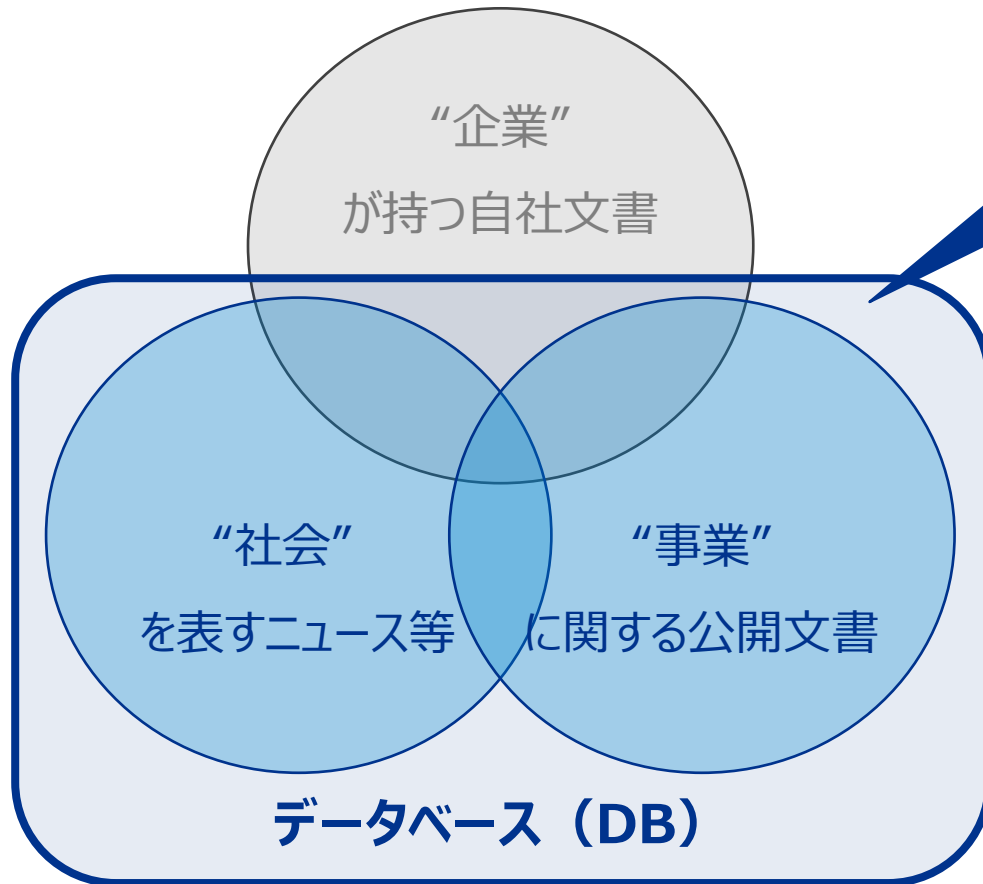 “企業”
が持つ自社文書
“社会”
を表すニュース等
“事業”
に関する公開文書
データベース（DB）